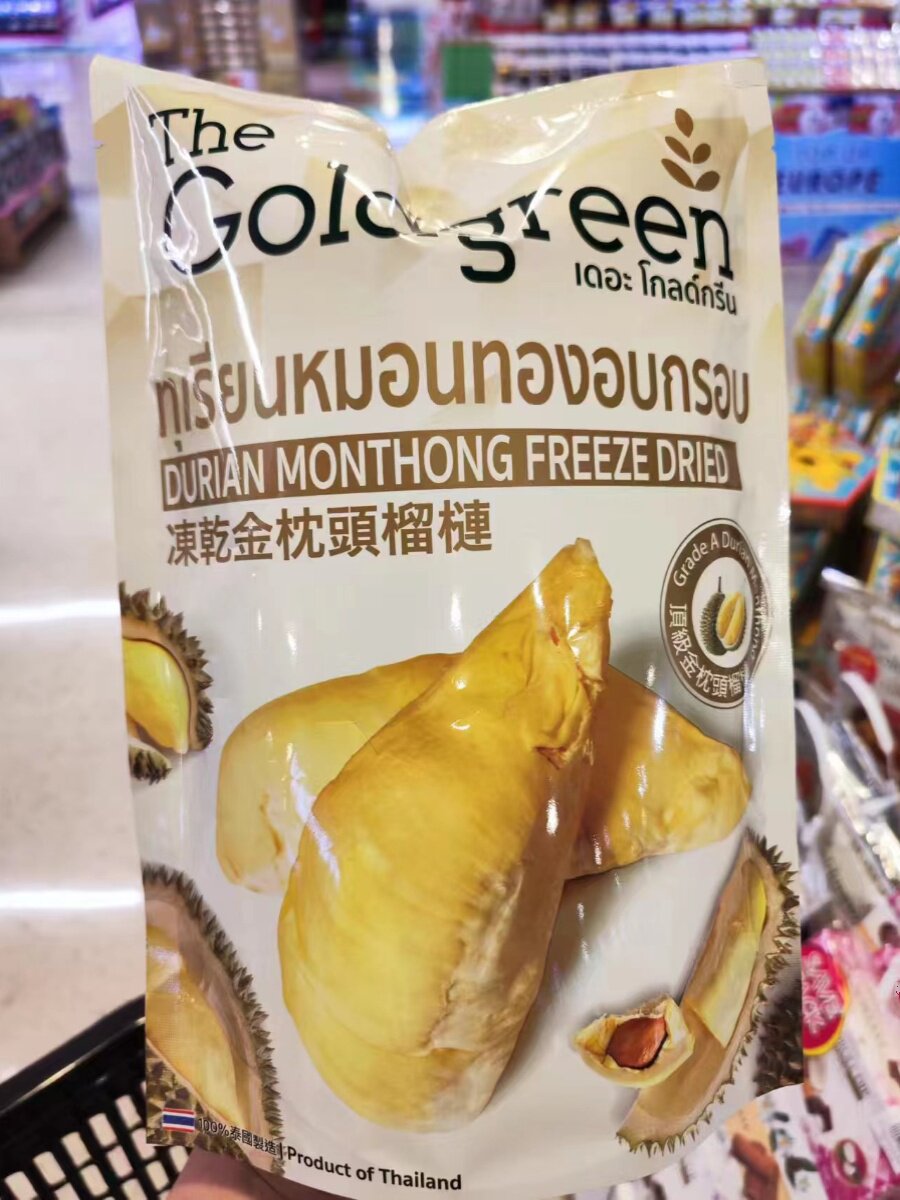 The
Goldgreen
เดอะ โกลด์กรีน
ทุเรียนหมอนทองอบกรอบ
DURIAN MONTHONG FREEZE DRIED
凍乾金枕頭榴槤
Grade A Durian
頂級金枕頭榴
100%泰國製造 | Product of Thailand
EUROPE